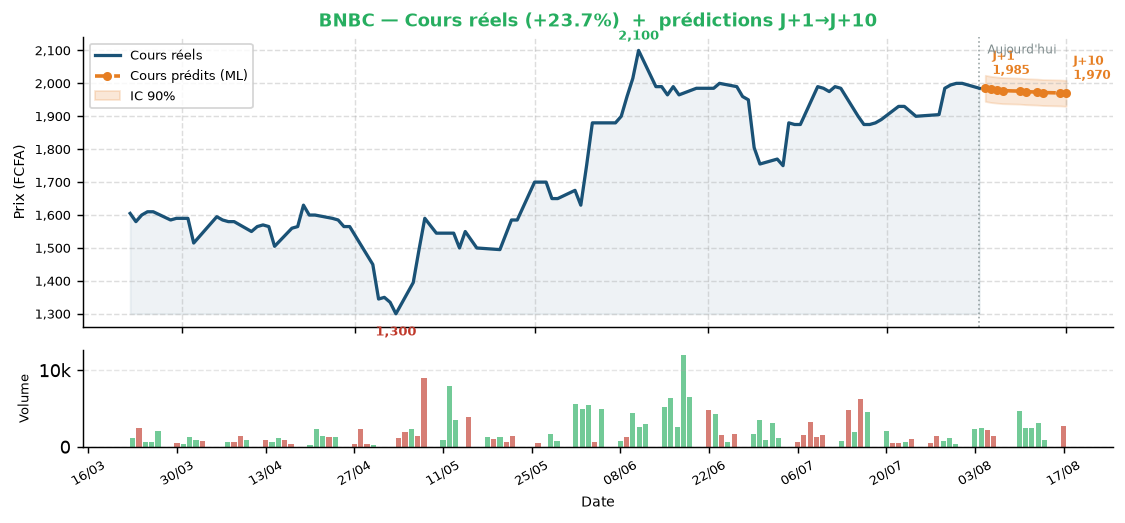 BNBC — Cours réels (+23.7%)  +  prédictions J+1→J+10
Cours réels
Cours prédits (ML)
IC 90%
2,100
Aujourd'hui
J+1
1,985
J+10
1,970
1,300
Prix (FCFA)
2,100
2,000
1,900
1,800
1,700
1,600
1,500
1,400
1,300
Volume
10k
0
16/03
30/03
13/04
27/04
11/05
25/05
08/06
22/06
06/07
20/07
03/08
17/08
Date